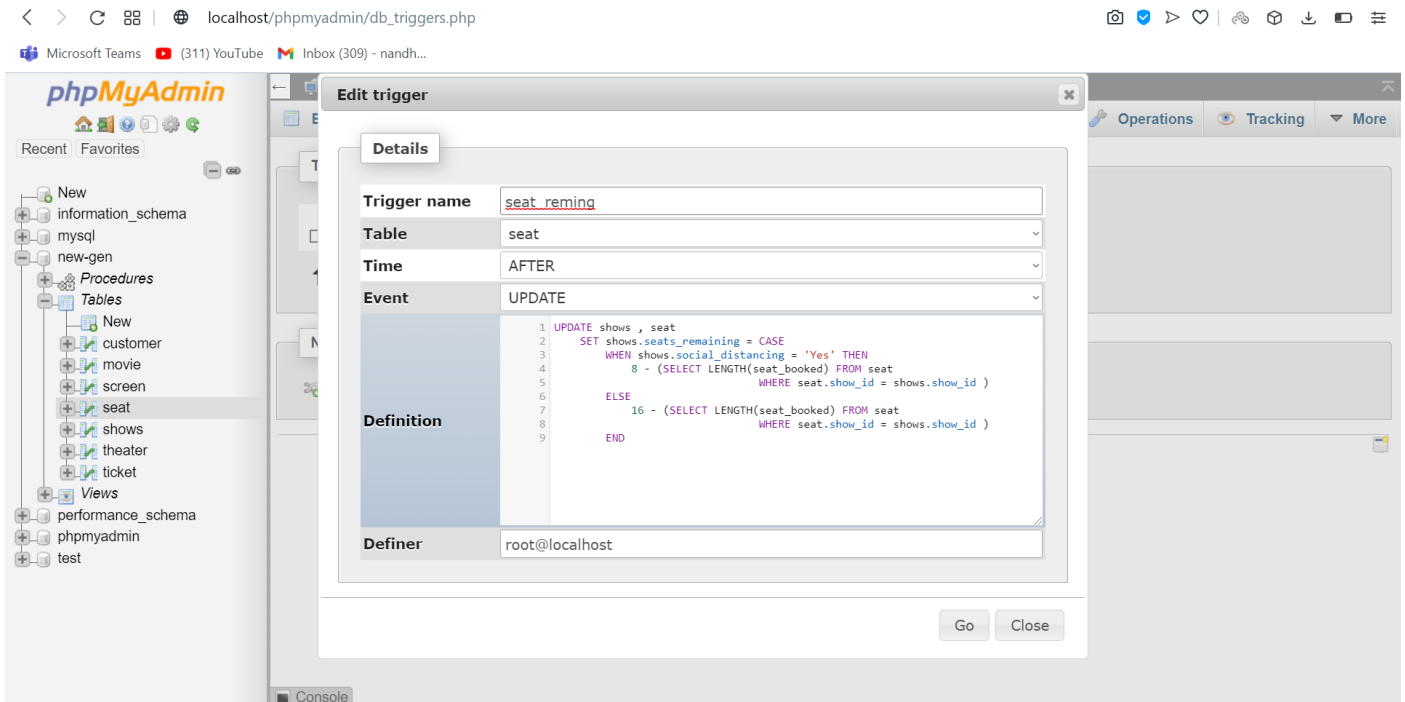 localhost/phpmyadmin/db_triggers.php
Microsoft Teams (311) YouTube Inbox (309) - nandh...
phpMyAdmin
Recent Favorites
New
information_schema
mysql
new-gen
Procedures
Tables
New
customer
movie
screen
seat
shows
theater
ticket
Views
performance_schema
phpmyadmin
test
Operations Tracking More
Edit trigger
Details
Trigger name seat_reming
Table seat
Time AFTER
Event UPDATE
Definition
1 UPDATE shows , seat
2 SET shows.seats_remaining = CASE
3 WHEN shows.social_distancing = 'Yes' THEN
4 8 - (SELECT LENGTH(seat_booked) FROM seat
5 WHERE seat.show_id = shows.show_id )
6 ELSE
7 16 - (SELECT LENGTH(seat_booked) FROM seat
8 WHERE seat.show_id = shows.show_id )
9 END
Definer root@localhost
Go Close
Console